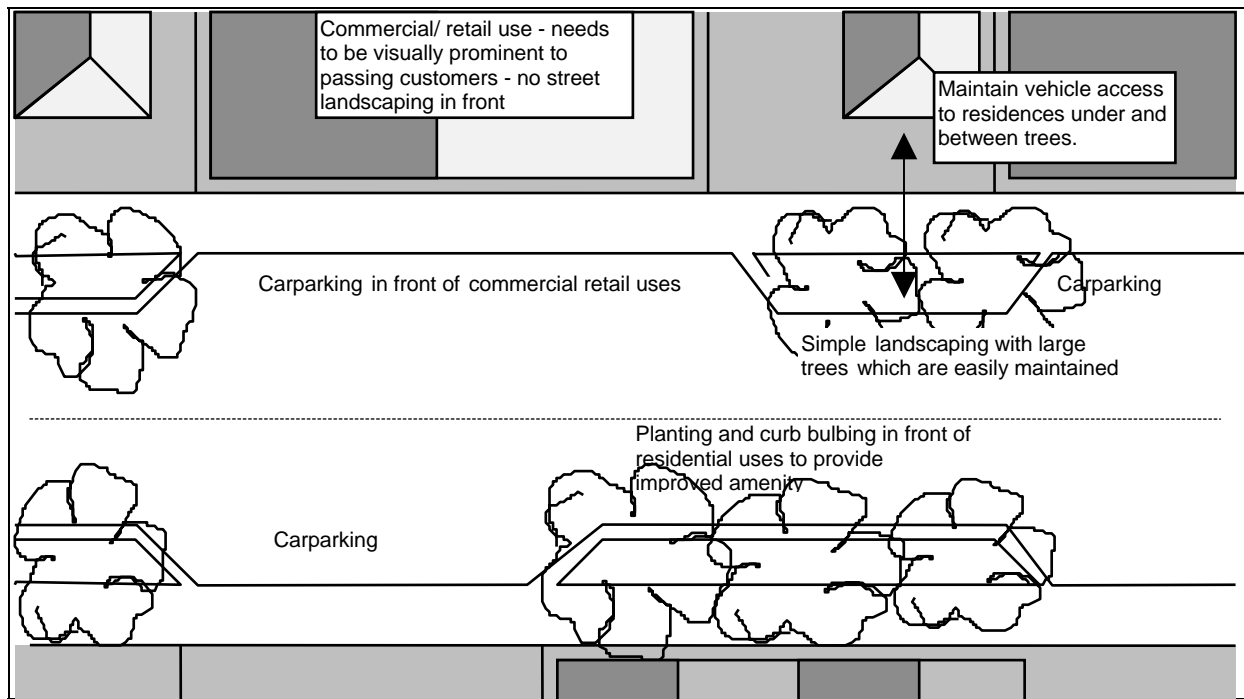 Commercial/ retail use - needs
to be visually prominent to
passing customers - no street
landscaping in front
Maintain vehicle access
to residences under and
between trees.
Carparking in front of commercial retail uses
Carparking
Simple landscaping with large
trees which are easily maintained
Planting and curb bulbing in front of
residential uses to provide
improved amenity
Carparking